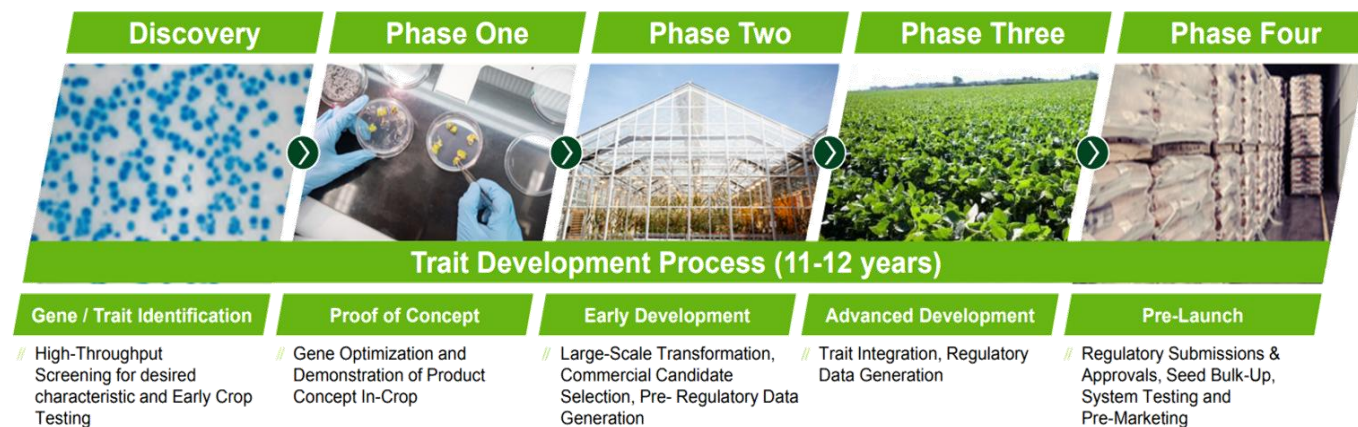 Discovery
Phase One
Phase Two
Phase Three
Phase Four
Trait Development Process (11-12 years)
Gene / Trait Identification
Proof of Concept
Early Development
Advanced Development
Pre-Launch
// High-Throughput
Screening for desired
characteristic and Early Crop
Testing
// Gene Optimization and
Demonstration of Product
Concept In-Crop
// Large-Scale Transformation,
Commercial Candidate
Selection, Pre- Regulatory Data
Generation
// Trait Integration, Regulatory
Data Generation
// Regulatory Submissions &
Approvals, Seed Bulk-Up,
System Testing and
Pre-Marketing